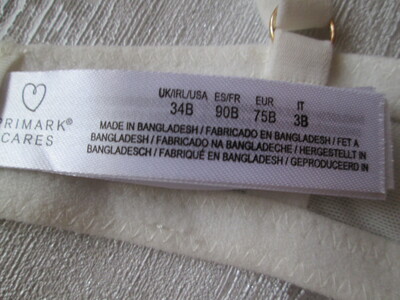 PRIMARK®
CARES
UK/IRL/USA ES/FR EUR IT
34B 90B 75B 3B
MADE IN BANGLADESH / FABRICADO EN BANGLADESH / FET A
BANGLADESH / FABRICADO NA BANGLADECHE / HERGESTELLT IN
BANGLADESCH / FABRIQUÉ EN BANGLADESH / GEPRODUCEERD IN